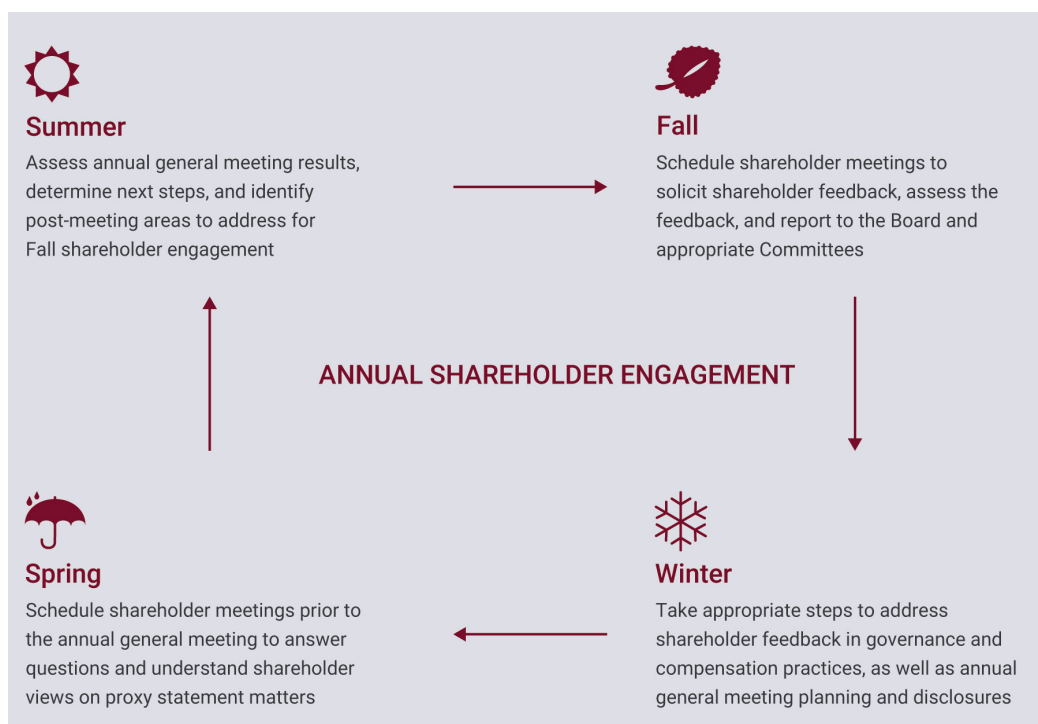 Summer
Assess annual general meeting results,
determine next steps, and identify
post-meeting areas to address for
Fall shareholder engagement
Fall
Schedule shareholder meetings to
solicit shareholder feedback, assess the
feedback, and report to the Board and
appropriate Committees
ANNUAL SHAREHOLDER ENGAGEMENT
Spring
Schedule shareholder meetings prior to
the annual general meeting to answer
questions and understand shareholder
views on proxy statement matters
Winter
Take appropriate steps to address
shareholder feedback in governance and
compensation practices, as well as annual
general meeting planning and disclosures